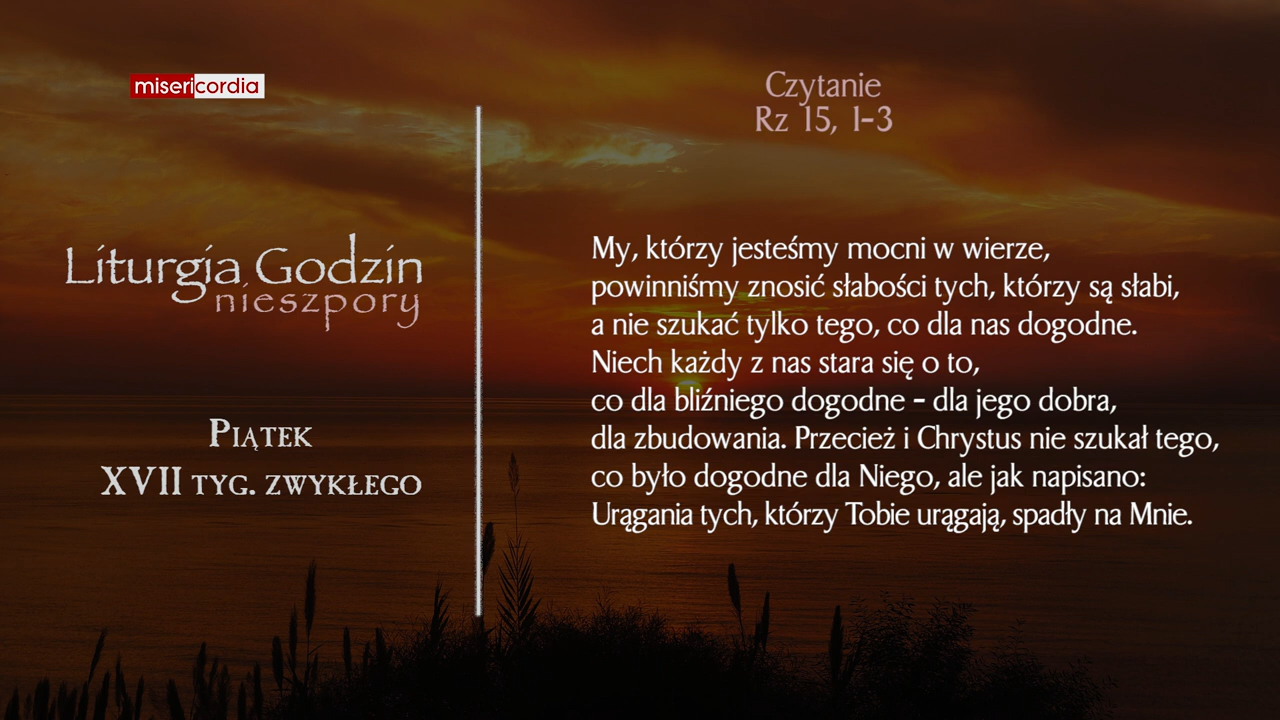 misericordia
Liturgia Godzin
nieszpory
Piątek
XVII tyg. zwykłego
Czytanie
Rz 15, 1-3
My, którzy jesteśmy mocni w wierze,
powinniśmy znosić słabości tych, którzy są słabi,
a nie szukać tylko tego, co dla nas dogodne.
Niech każdy z nas stara się o to,
co dla bliźniego dogodne - dla jego dobra,
dla zbudowania. Przecież i Chrystus nie szukał tego,
co było dogodne dla Niego, ale jak napisano:
Urągania tych, którzy Tobie urągają, spadły na Mnie.